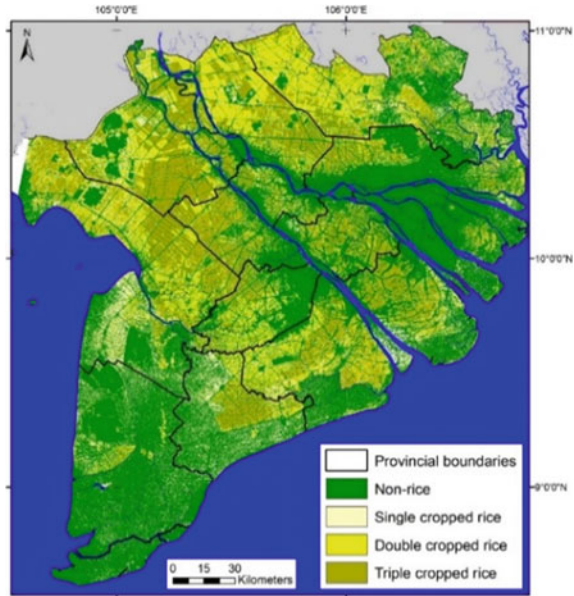 105°0'0"E 106°0'0"E
N
11°0'0"N
10°0'0"N
9°0'0"N
Provincial boundaries
Non-rice
Single cropped rice
Double cropped rice
Triple cropped rice
0 15 30
Kilometers